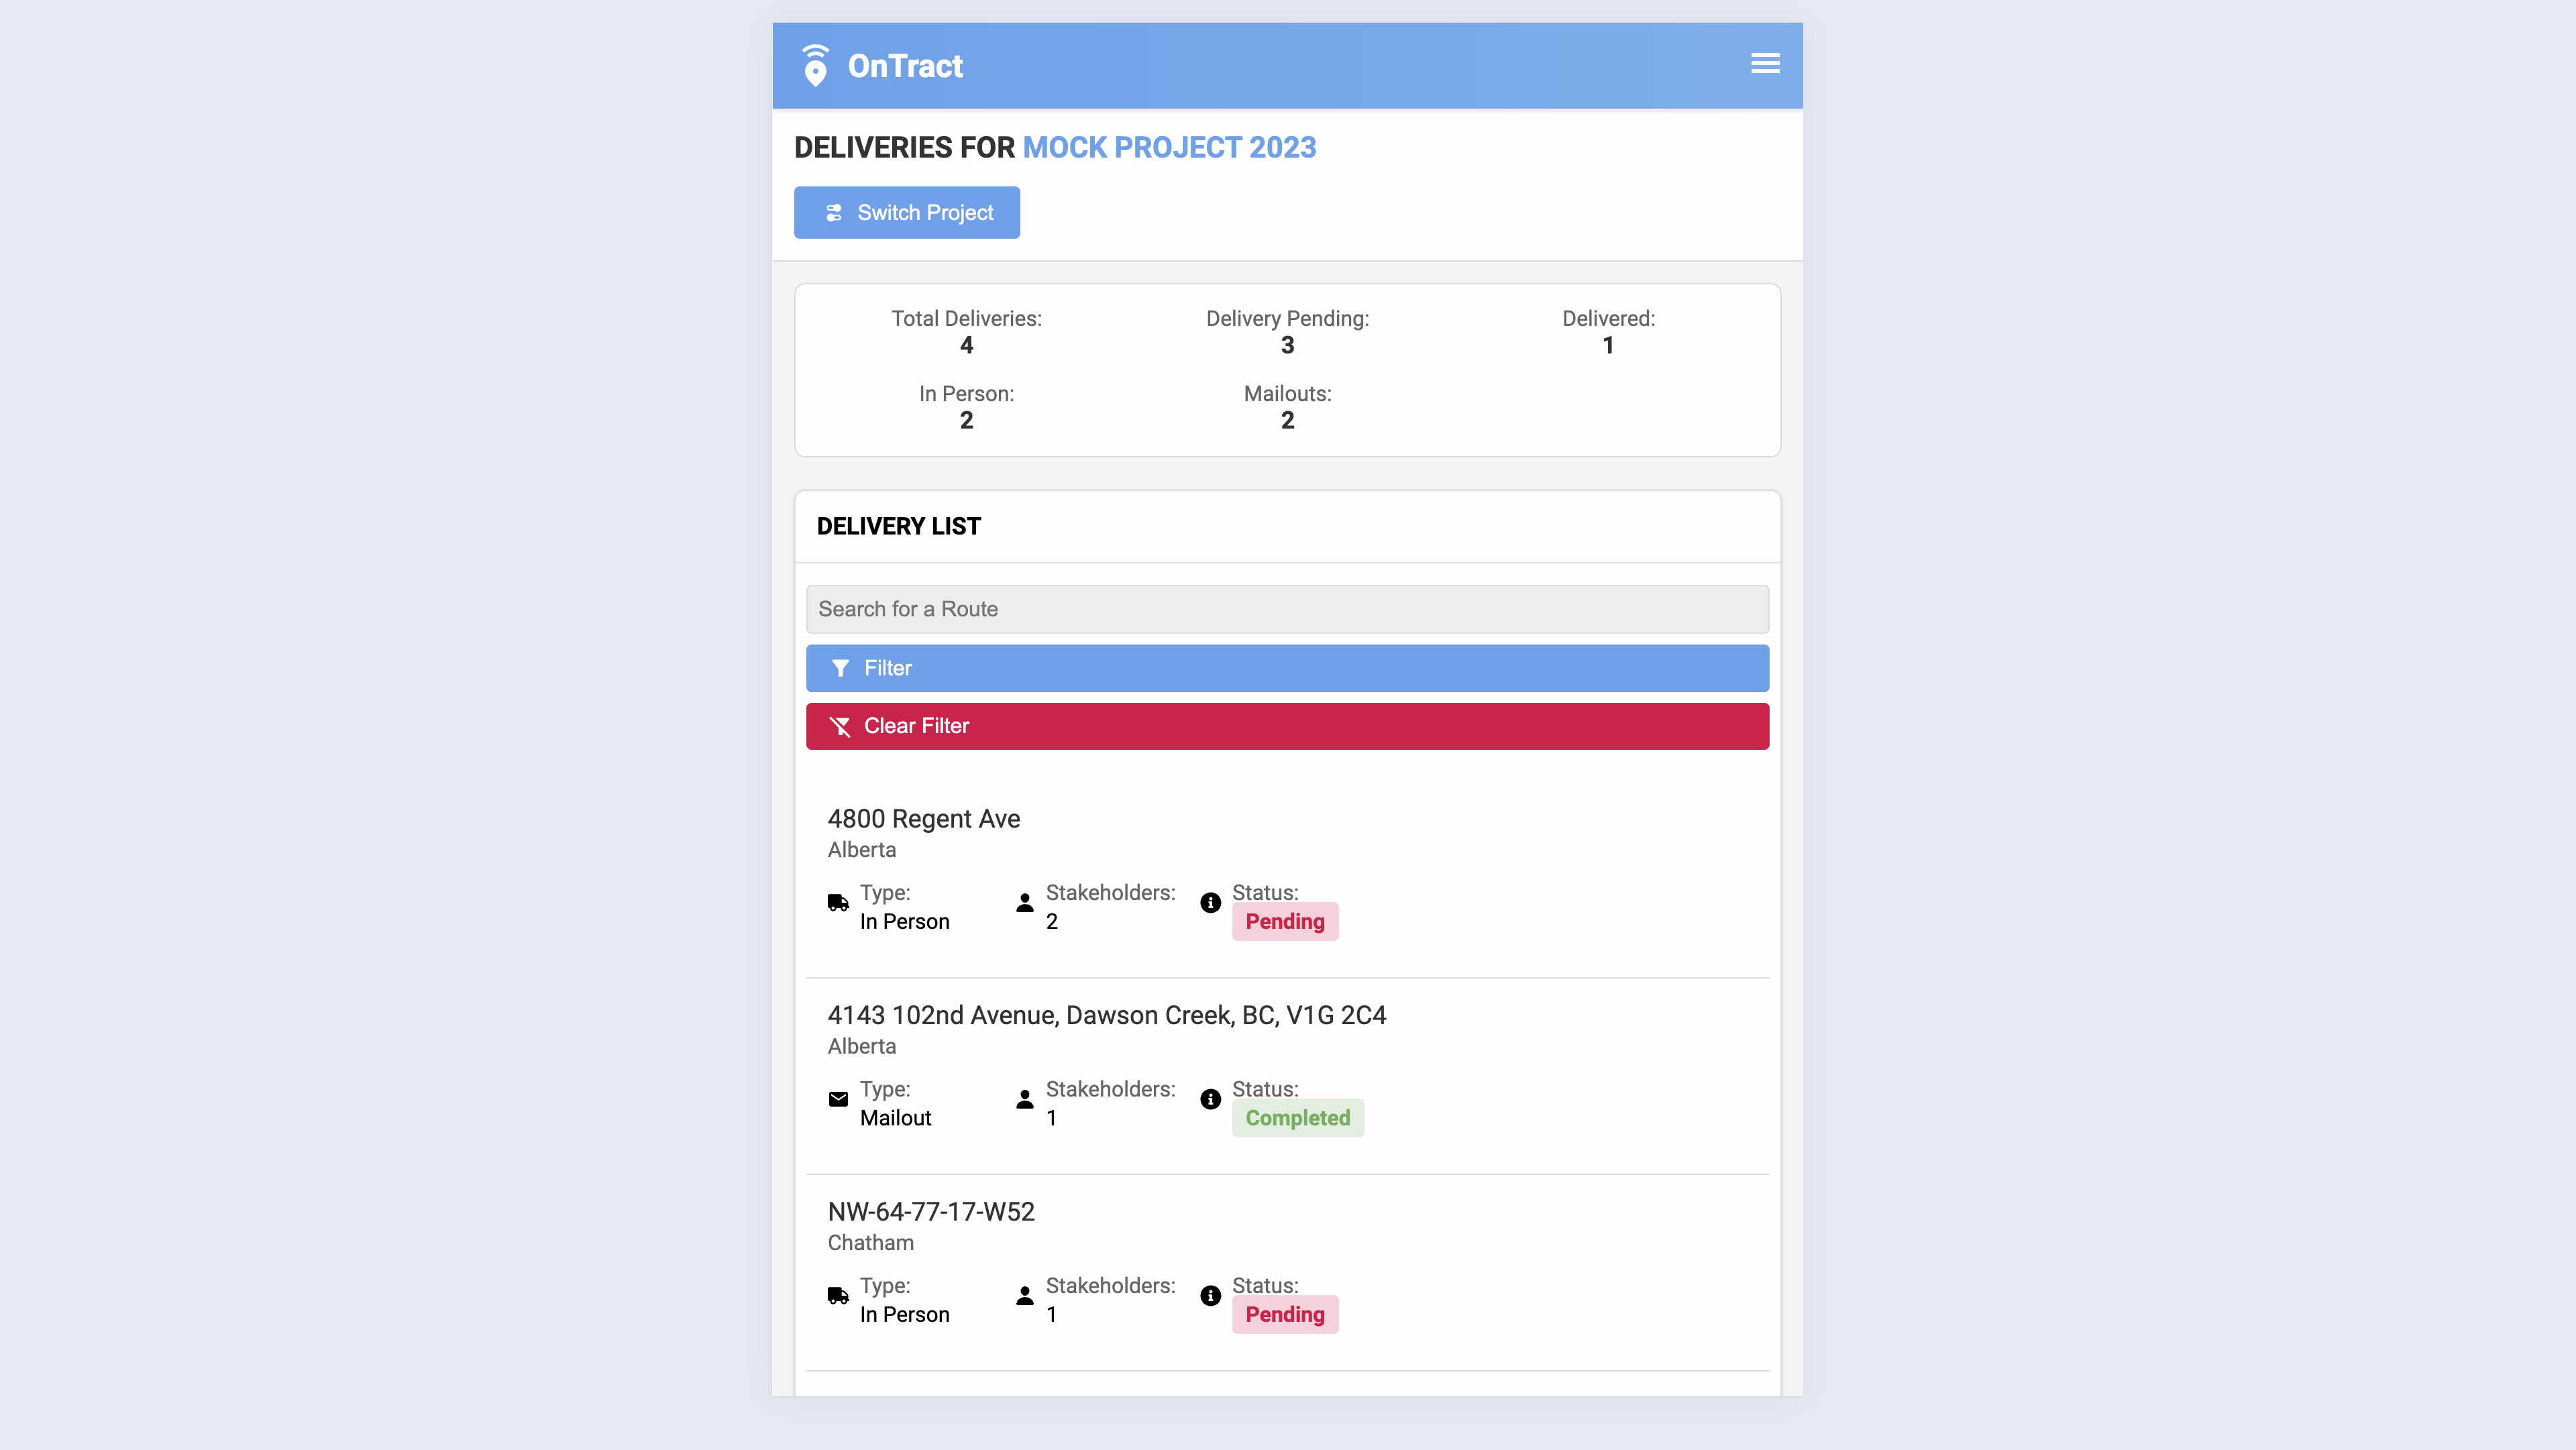 OnTract
DELIVERIES FOR MOCK PROJECT 2023
Switch Project
Total Deliveries: Delivery Pending: Delivered:
4 3 1
In Person: Mailouts:
2 2
DELIVERY LIST
Search for a Route
Filter
Clear Filter
4800 Regent Ave
Alberta
Type: Stakeholders: Status:
In Person 2 Pending
4143 102nd Avenue, Dawson Creek, BC, V1G 2C4
Alberta
Type: Stakeholders: Status:
Mailout 1 Completed
NW-64-77-17-W52
Chatham
Type: Stakeholders: Status:
In Person 1 Pending